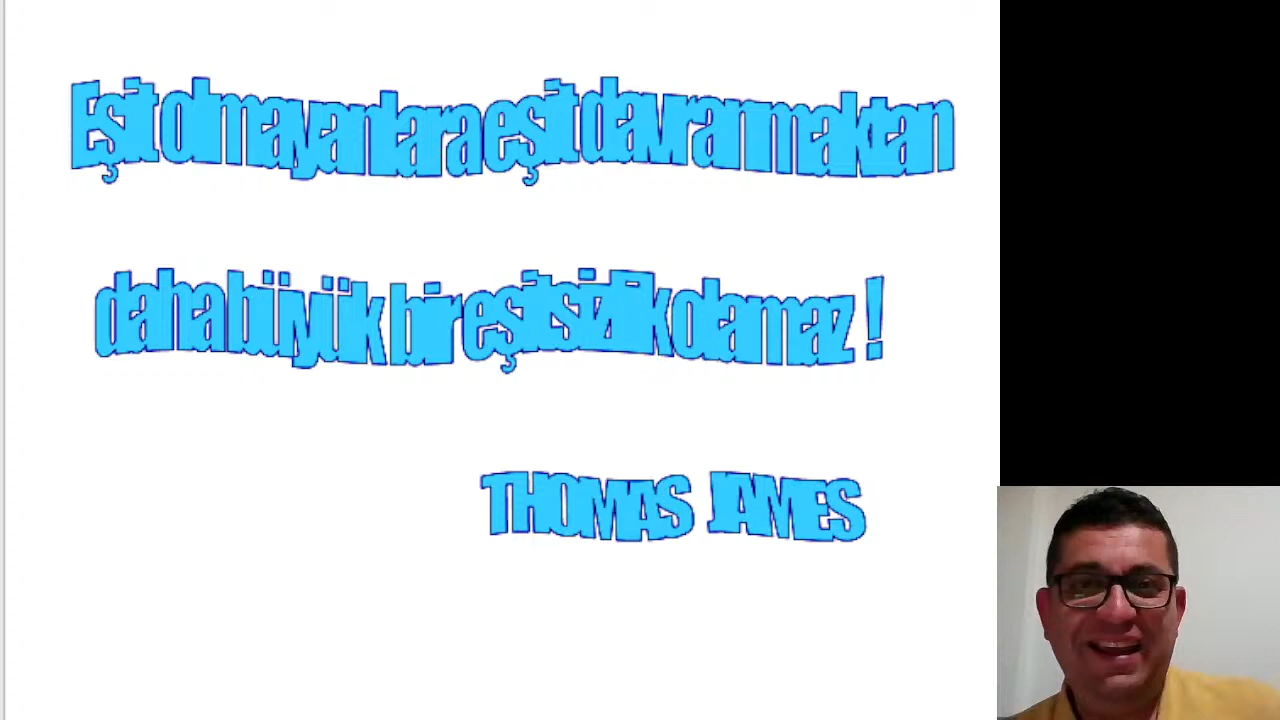 Eşit olmayanlara eşit davranmaktan
daha büyük bir eşitsizlik olamaz !
THOMAS JAMES